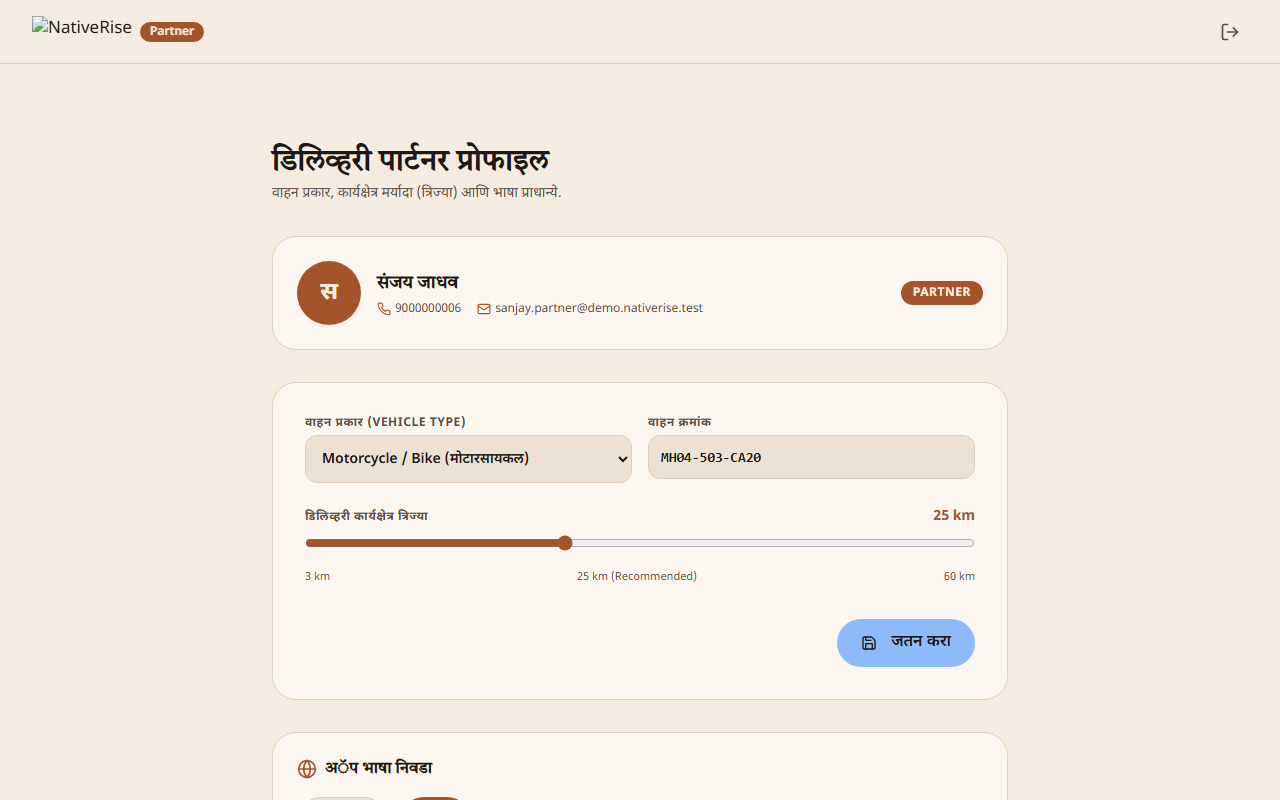 NativeRise Partner
डिलिव्हरी पार्टनर प्रोफाइल
वाहन प्रकार, कार्यक्षेत्र मर्यादा (त्रिज्या) आणि भाषा प्राधान्ये.
स
संजय जाधव
9000000006 sanjay.partner@demo.nativerise.test
PARTNER
वाहन प्रकार (VEHICLE TYPE) वाहन क्रमांक
Motorcycle / Bike (मोटारसायकल) MH04-503-CA20
डिलिव्हरी कार्यक्षेत्र त्रिज्या 25 km
3 km 25 km (Recommended) 60 km
जतन करा
अॅप भाषा निवडा